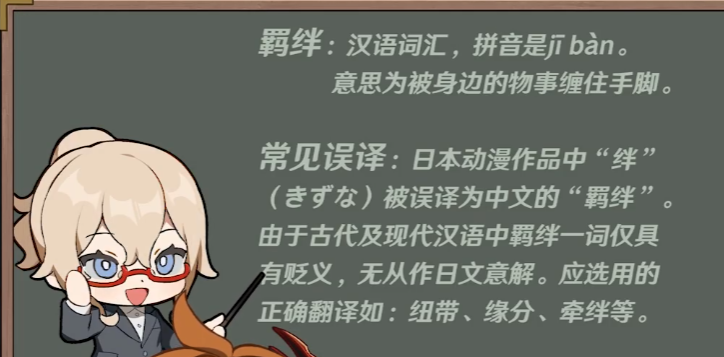 羁绊：汉语词汇，拼音是jī bàn。
意思为被身边的物事缠住手脚。
常见误译：日本动漫作品中“绊”
（きずな）被误译为中文的“羁绊”。
由于古代及现代汉语中羁绊一词仅具
有贬义，无从作日文意解。应选用的
正确翻译如：纽带、缘分、牵绊等。